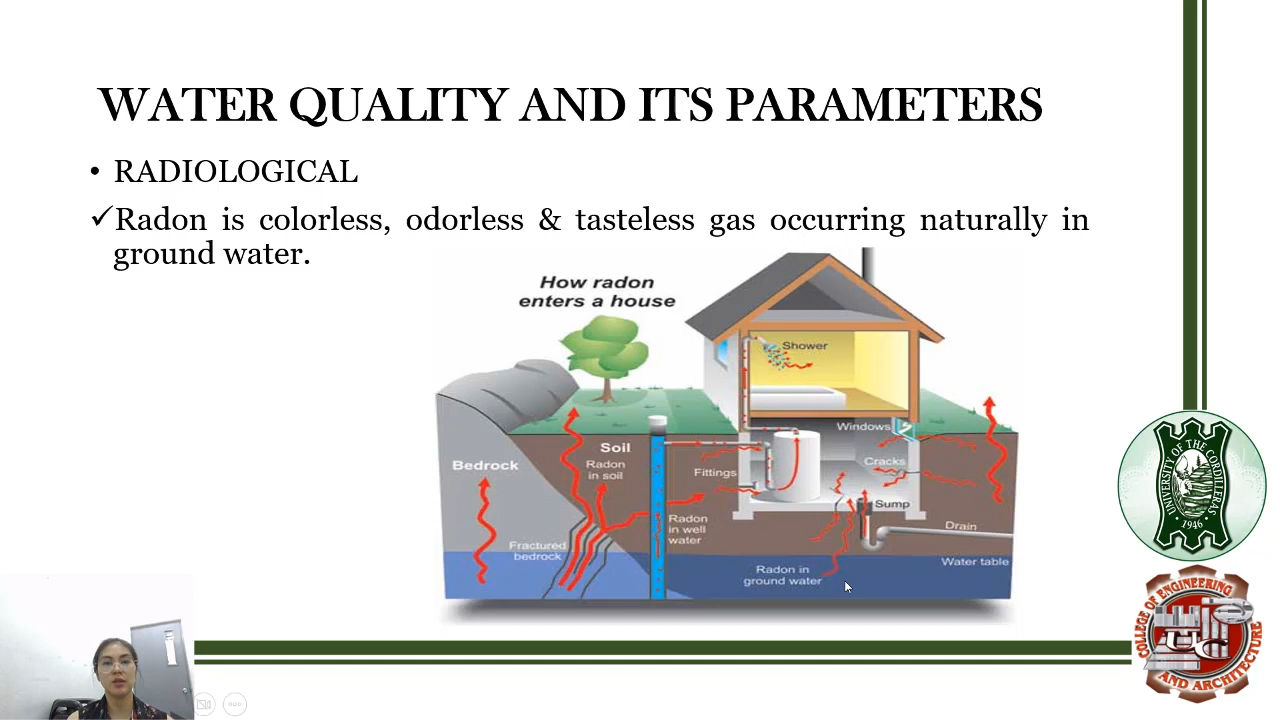 WATER QUALITY AND ITS PARAMETERS
• RADIOLOGICAL
✓Radon is colorless, odorless & tasteless gas occurring naturally in
ground water.
How radon
enters a house
Shower
Windows
Soil
Bedrock
Radon
in soil
Fittings
Cracks
Sump
Radon
in well
water
Drain
Fractured
bedrock
Water table
Radon in
ground water
UNIVERSITY OF THE CORDILLERAS
• 1946 •
COLLEGE OF ENGINEERING
UC
AND ARCHITECTURE